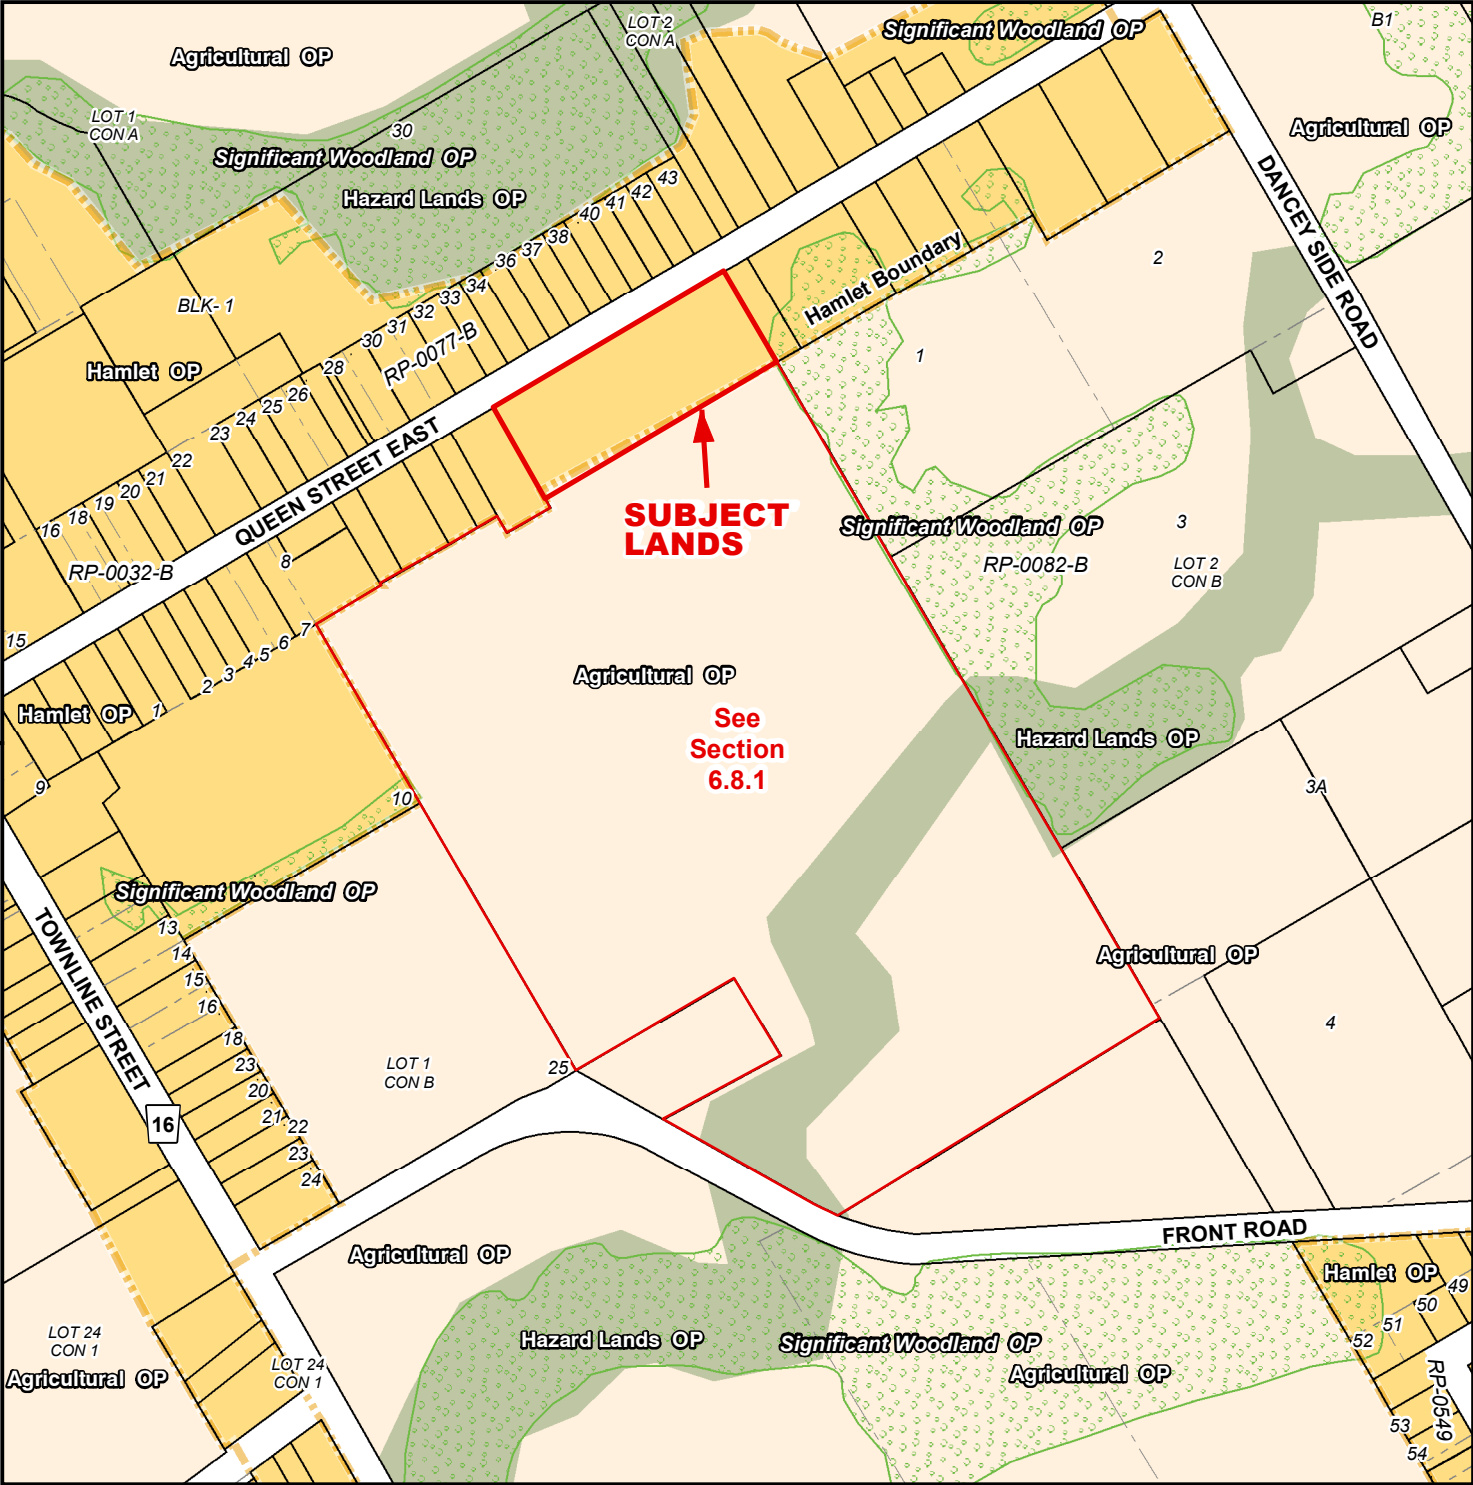 LOT 2
CON A
Significant Woodland OP
B1
Agricultural OP
LOT 1
CON A
30
Agricultural OP
Significant Woodland OP
Hazard Lands OP
43
42
41
40
38
37
36
34
33
32
31
30
28
26
25
24
23
22
21
20
19
18
16
DANCEY SIDE ROAD
2
Hamlet Boundary
BLK- 1
RP-0077-B
1
Hamlet OP
QUEEN STREET EAST
SUBJECT
LANDS
Significant Woodland OP
3
RP-0082-B
LOT 2
CON B
8
RP-0032-B
15
7
6
5
4
3
2
1
Agricultural OP
See
Section
6.8.1
Hamlet OP
Hazard Lands OP
9
10
3A
Significant Woodland OP
13
14
15
16
18
23
20
21
22
23
24
TOWNLINE STREET
16
Agricultural OP
4
LOT 1
CON B
25
FRONT ROAD
Agricultural OP
Hamlet OP
49
50
51
52
LOT 24
CON 1
Agricultural OP
LOT 24
CON 1
Hazard Lands OP
Significant Woodland OP
Agricultural OP
RP-0549
53
54